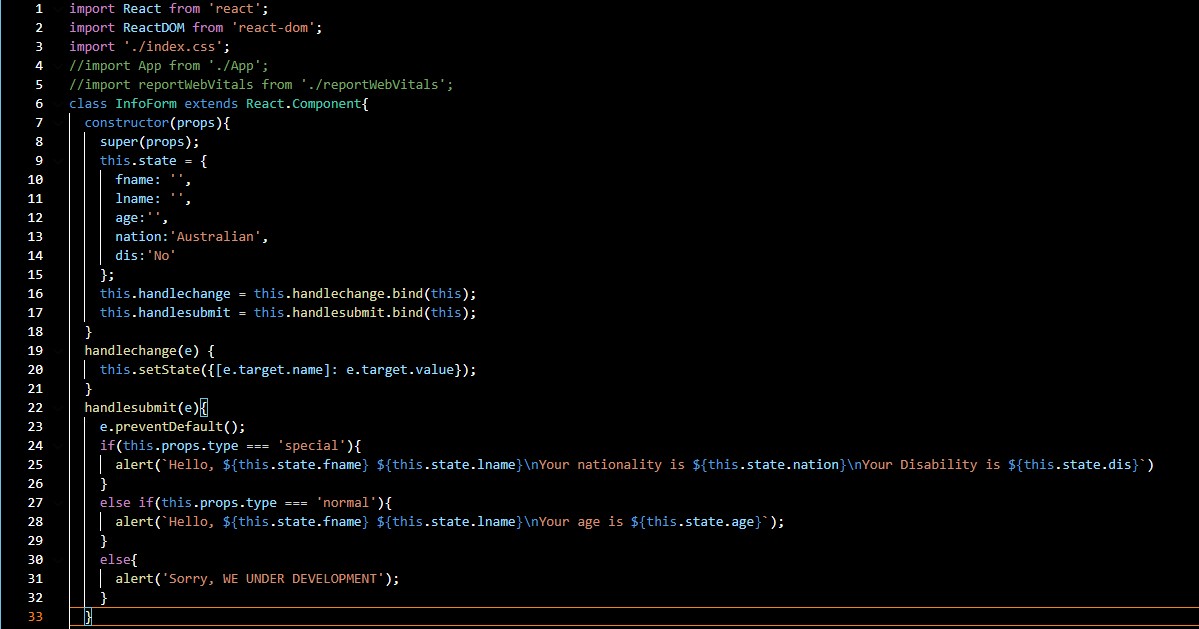 1 import React from 'react';
2 import ReactDOM from 'react-dom';
3 import './index.css';
4 //import App from './App';
5 //import reportWebVitals from './reportWebVitals';
6 class InfoForm extends React.Component{
7   constructor(props){
8     super(props);
9     this.state = {
10       fname: '',
11       lname: '',
12       age:'',
13       nation:'Australian',
14       dis:'No'
15     };
16     this.handlechange = this.handlechange.bind(this);
17     this.handlesubmit = this.handlesubmit.bind(this);
18   }
19   handlechange(e) {
20     this.setState({[e.target.name]: e.target.value});
21   }
22   handlesubmit(e){
23     e.preventDefault();
24     if(this.props.type === 'special'){
25       alert(`Hello, ${this.state.fname} ${this.state.lname}\nYour nationality is ${this.state.nation}\nYour Disability is ${this.state.dis}`)
26     }
27     else if(this.props.type === 'normal'){
28       alert(`Hello, ${this.state.fname} ${this.state.lname}\nYour age is ${this.state.age}`);
29     }
30     else{
31       alert('Sorry, WE UNDER DEVELOPMENT');
32     }
33   }